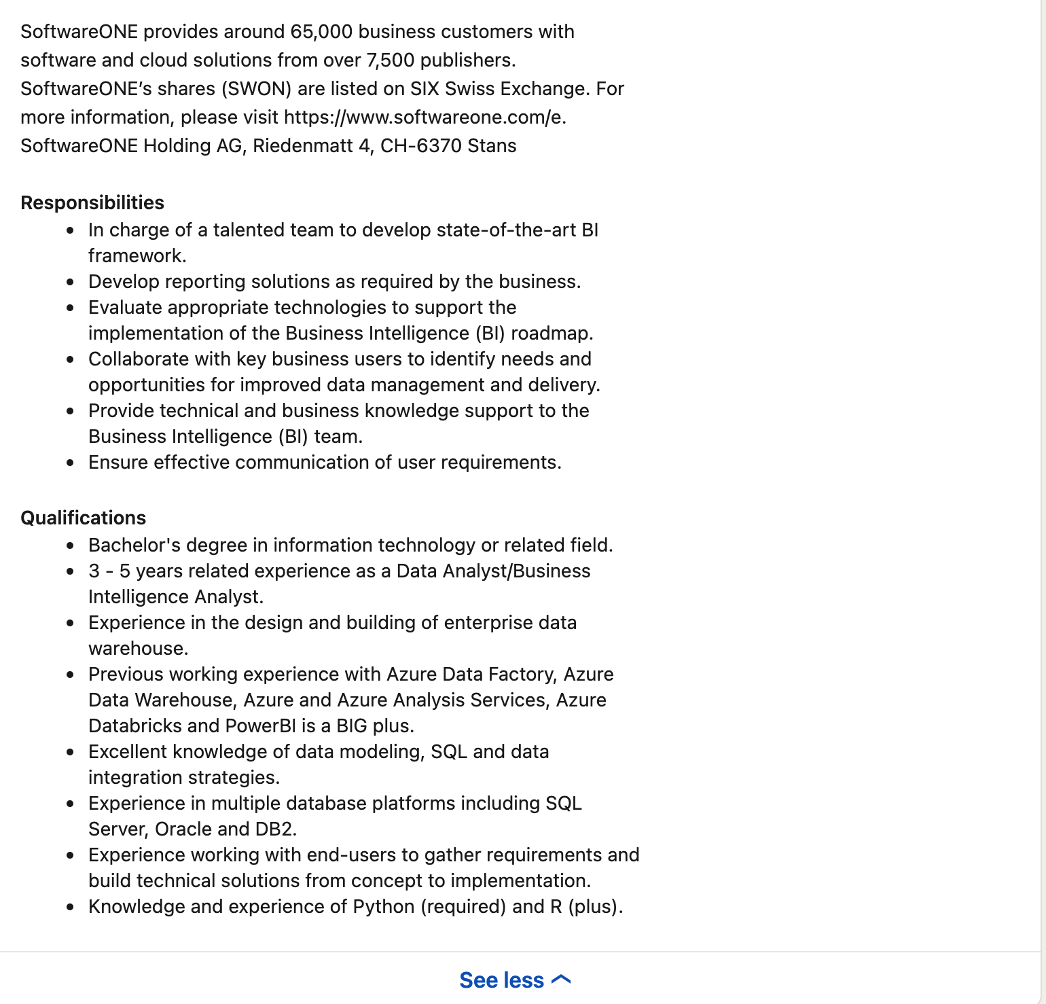 SoftwareONE provides around 65,000 business customers with
software and cloud solutions from over 7,500 publishers.
SoftwareONE’s shares (SWON) are listed on SIX Swiss Exchange. For
more information, please visit https://www.softwareone.com/e.
SoftwareONE Holding AG, Riedenmatt 4, CH-6370 Stans
Responsibilities
• In charge of a talented team to develop state-of-the-art BI
framework.
• Develop reporting solutions as required by the business.
• Evaluate appropriate technologies to support the
implementation of the Business Intelligence (BI) roadmap.
• Collaborate with key business users to identify needs and
opportunities for improved data management and delivery.
• Provide technical and business knowledge support to the
Business Intelligence (BI) team.
• Ensure effective communication of user requirements.
Qualifications
• Bachelor's degree in information technology or related field.
• 3 - 5 years related experience as a Data Analyst/Business
Intelligence Analyst.
• Experience in the design and building of enterprise data
warehouse.
• Previous working experience with Azure Data Factory, Azure
Data Warehouse, Azure and Azure Analysis Services, Azure
Databricks and PowerBI is a BIG plus.
• Excellent knowledge of data modeling, SQL and data
integration strategies.
• Experience in multiple database platforms including SQL
Server, Oracle and DB2.
• Experience working with end-users to gather requirements and
build technical solutions from concept to implementation.
• Knowledge and experience of Python (required) and R (plus).
See less